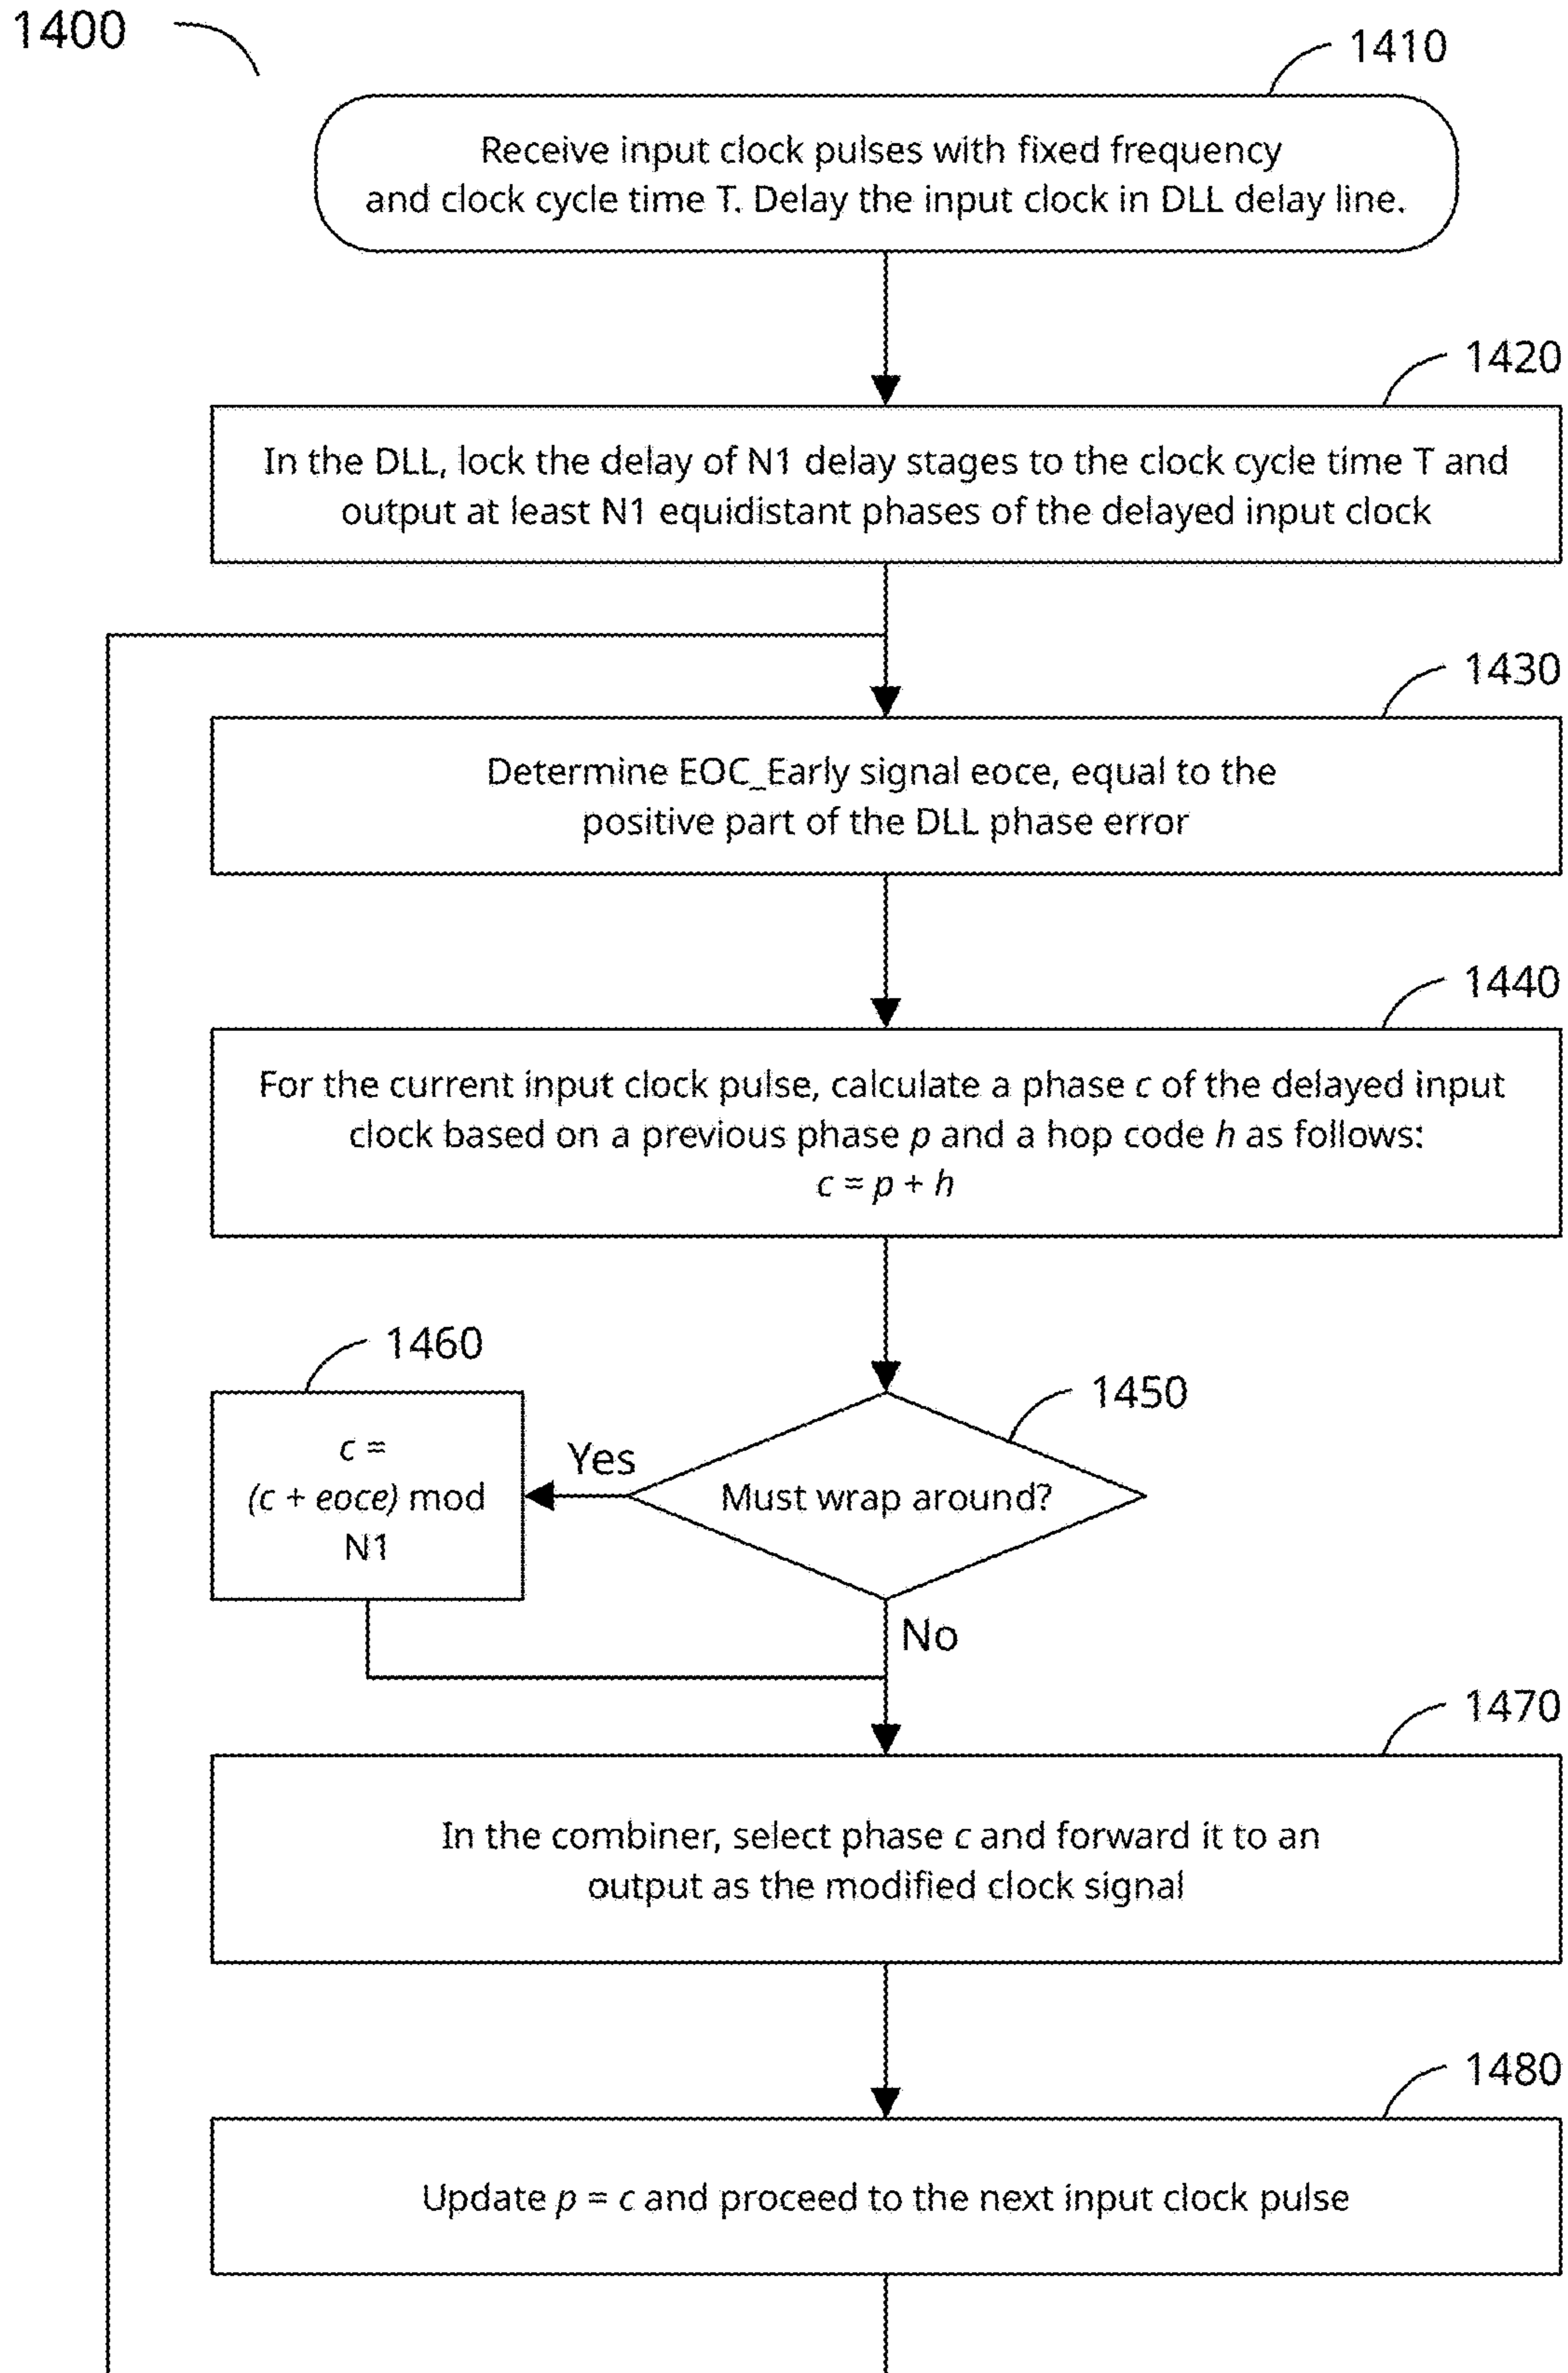 1400
1410
Receive input clock pulses with fixed frequency
and clock cycle time T. Delay the input clock in DLL delay line.
1420
In the DLL, lock the delay of N1 delay stages to the clock cycle time T and
output at least N1 equidistant phases of the delayed input clock
1430
Determine EOC_Early signal eoce, equal to the
positive part of the DLL phase error
1440
For the current input clock pulse, calculate a phase c of the delayed input
clock based on a previous phase p and a hop code h as follows:
c = p + h
1460
1450
c =
(c + eoce) mod
N1
Yes
Must wrap around?
No
1470
In the combiner, select phase c and forward it to an
output as the modified clock signal
1480
Update p = c and proceed to the next input clock pulse